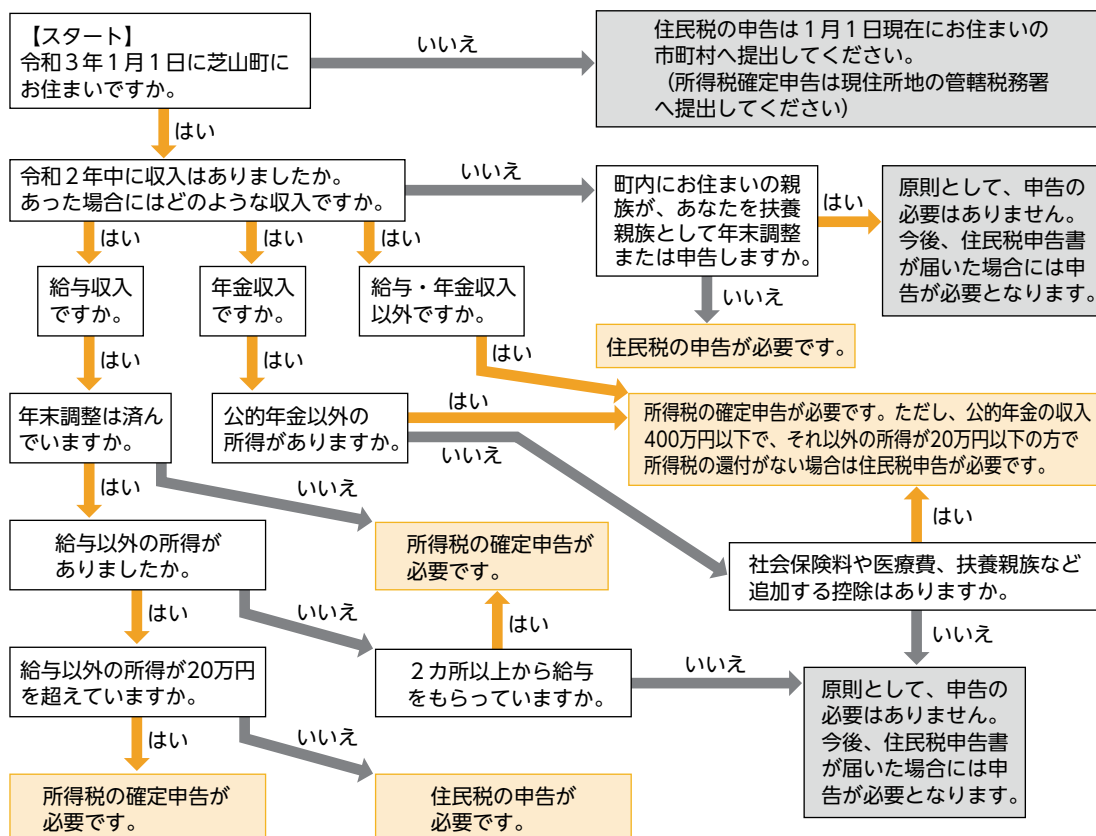 【スタート】
令和３年１月１日に芝山町に
お住まいですか。
いいえ
住民税の申告は１月１日現在にお住まいの
市町村へ提出してください。
（所得税確定申告は現住所地の管轄税務署
へ提出してください）
はい
令和２年中に収入はありましたか。
あった場合にはどのような収入ですか。
いいえ
町内にお住まいの親
族が、あなたを扶養
親族として年末調整
または申告しますか。
はい
原則として、申告の
必要はありません。
今後、住民税申告書
が届いた場合には申
告が必要となります。
いいえ
住民税の申告が必要です。
はい
はい
はい
給与収入
ですか。
年金収入
ですか。
給与・年金収入
以外ですか。
はい
はい
はい
年末調整は済ん
でいますか。
公的年金以外の
所得がありますか。
はい
いいえ
所得税の確定申告が必要です。ただし、公的年金の収入
400万円以下で、それ以外の所得が20万円以下の方で
所得税の還付がない場合は住民税申告が必要です。
はい
いいえ
はい
給与以外の所得が
ありましたか。
所得税の確定申告が
必要です。
社会保険料や医療費、扶養親族など
追加する控除はありますか。
はい
いいえ
はい
いいえ
給与以外の所得が20万円
を超えていますか。
２カ所以上から給与
をもらっていますか。
いいえ
原則として、申告の
必要はありません。
今後、住民税申告書
が届いた場合には申
告が必要となります。
はい
いいえ
所得税の確定申告が
必要です。
住民税の申告が
必要です。